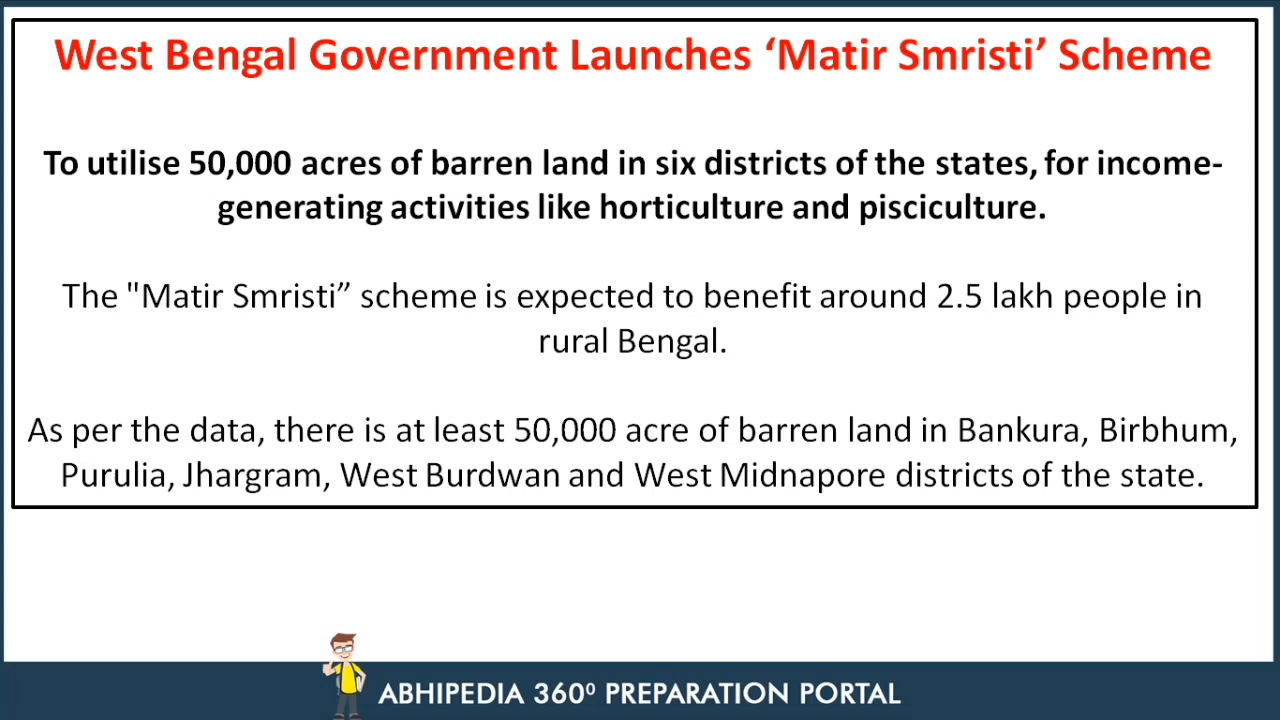 West Bengal Government Launches ‘Matir Smristi’ Scheme
To utilise 50,000 acres of barren land in six districts of the states, for income-
generating activities like horticulture and pisciculture.
The "Matir Smristi” scheme is expected to benefit around 2.5 lakh people in
rural Bengal.
As per the data, there is at least 50,000 acre of barren land in Bankura, Birbhum,
Purulia, Jhargram, West Burdwan and West Midnapore districts of the state.
ABHIPEDIA 360⁰ PREPARATION PORTAL